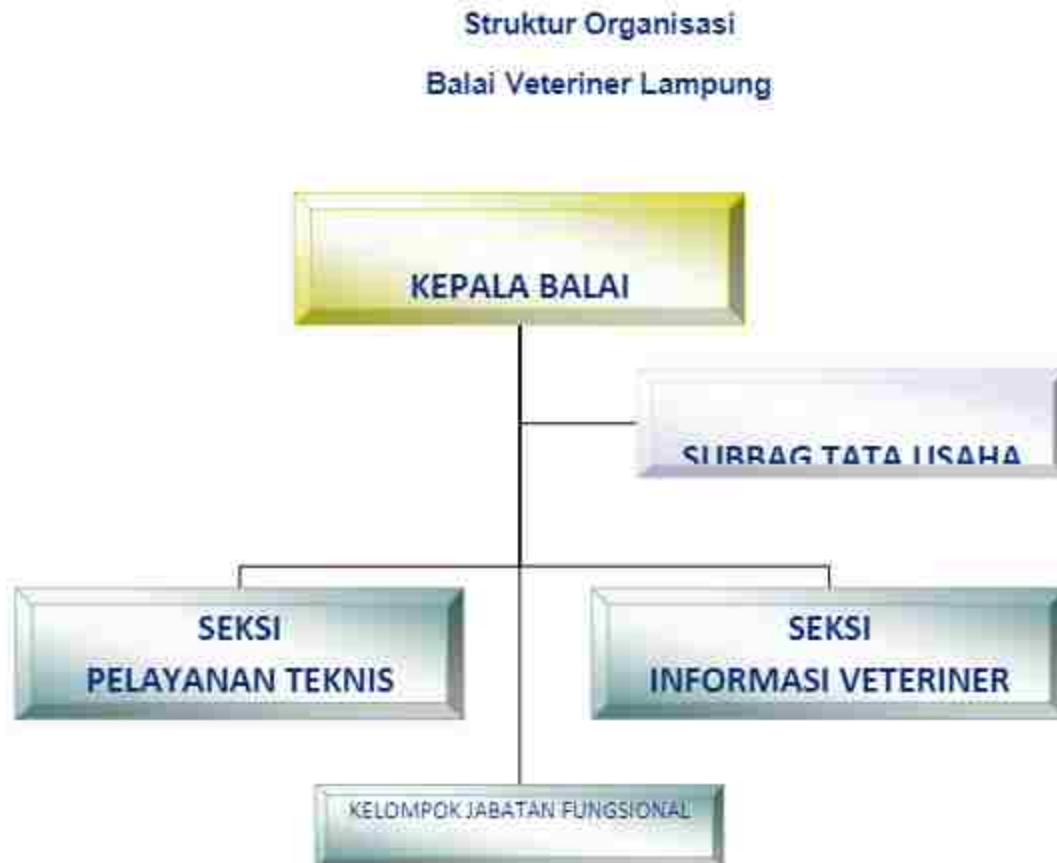 Struktur Organisasi
Balai Veteriner Lampung
KEPALA BALAI
SUBBAG TATA USAHA
SEKSI
PELAYANAN TEKNIS
SEKSI
INFORMASI VETERINER
KELOMPOK JABATAN FUNGSIONAL